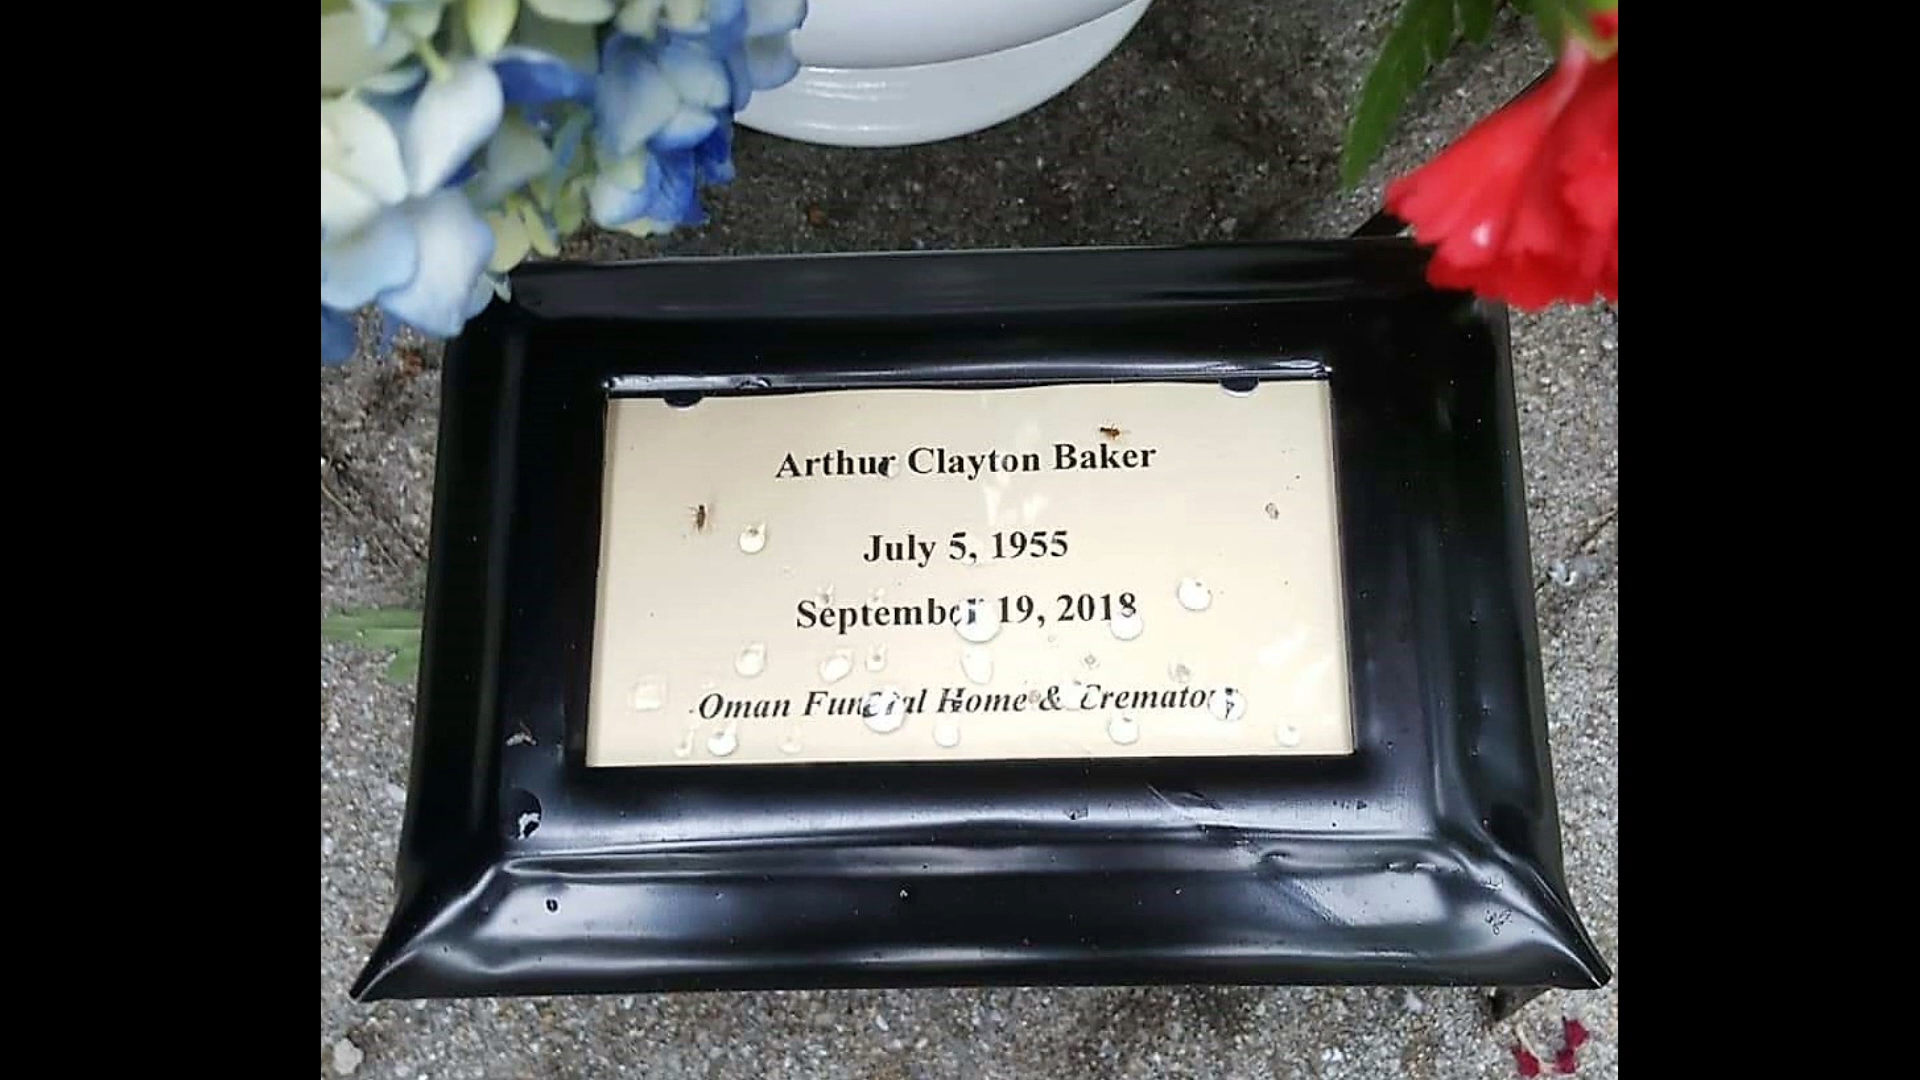 Arthur Clayton Baker
July 5, 1955
September 19, 2018
Oman Funeral Home & Crematory